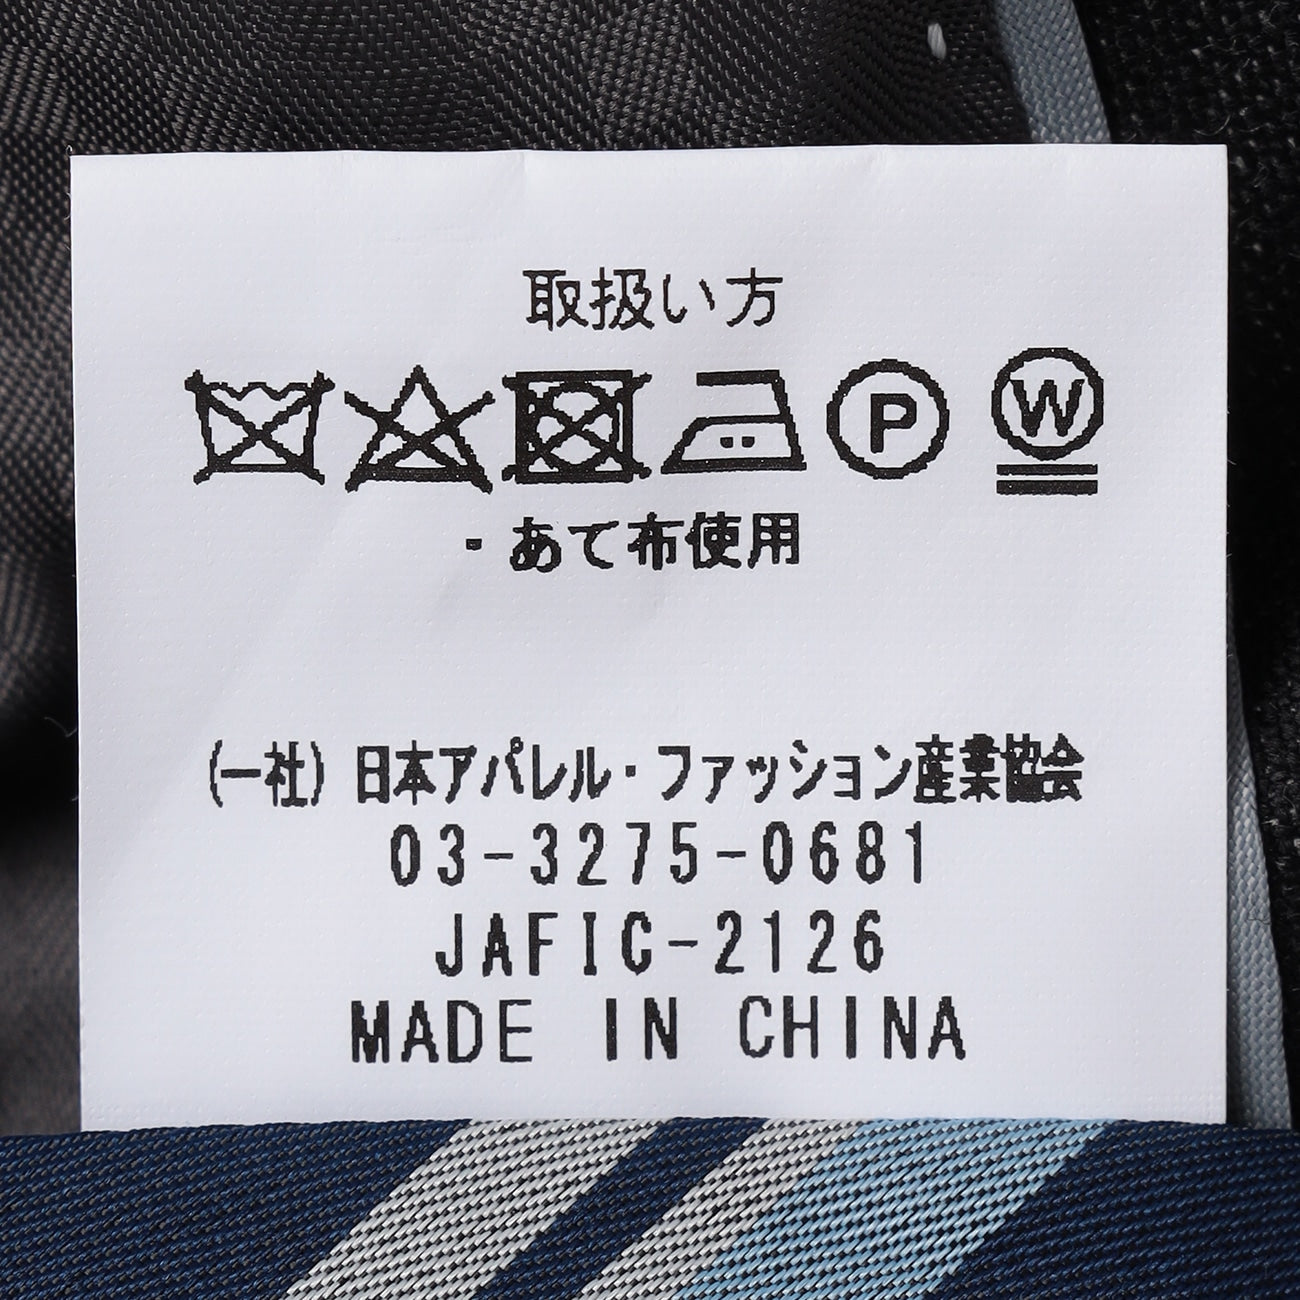 取扱い方
P W
・あて布使用
(一社)日本アパレル・ファッション産業協会
03-3275-0681
JAFIC-2126
MADE IN CHINA